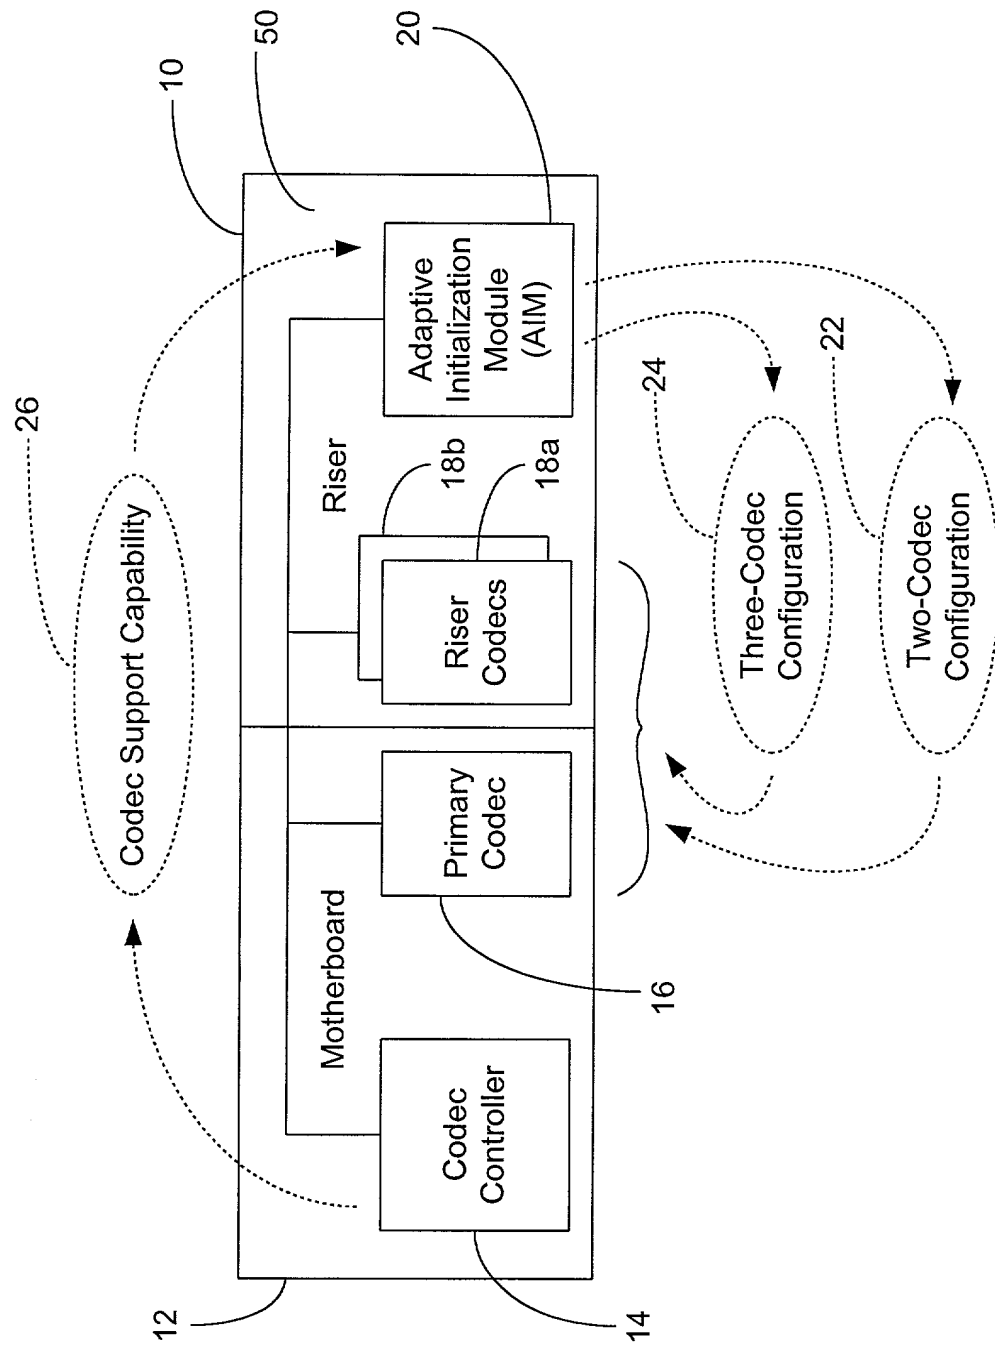 26
Codec Support Capability
10
50
20
12
Motherboard
Riser
Codec
Controller
Primary
Codec
Riser
Codecs
18b
18a
Adaptive
Initialization
Module
(AIM)
14
16
24
Three-Codec
Configuration
22
Two-Codec
Configuration